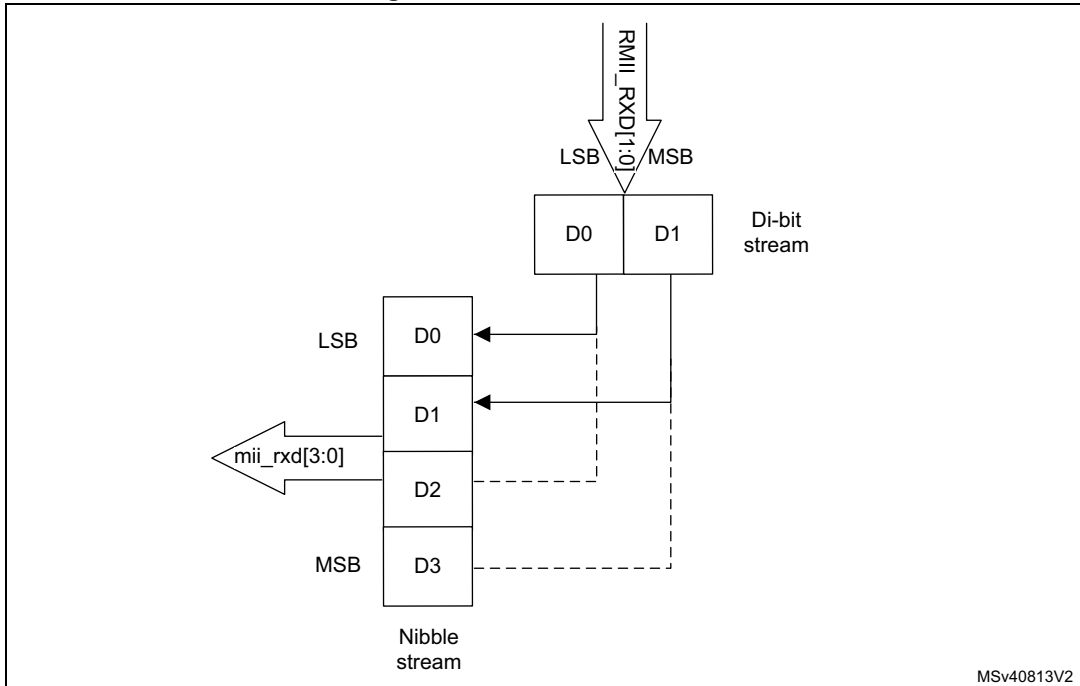 RMII_RXD[1:0]
LSB MSB
D0 D1
Di-bit
stream
LSB D0
D1
mii_rxd[3:0]
D2
MSB D3
Nibble
stream
MSv40813V2